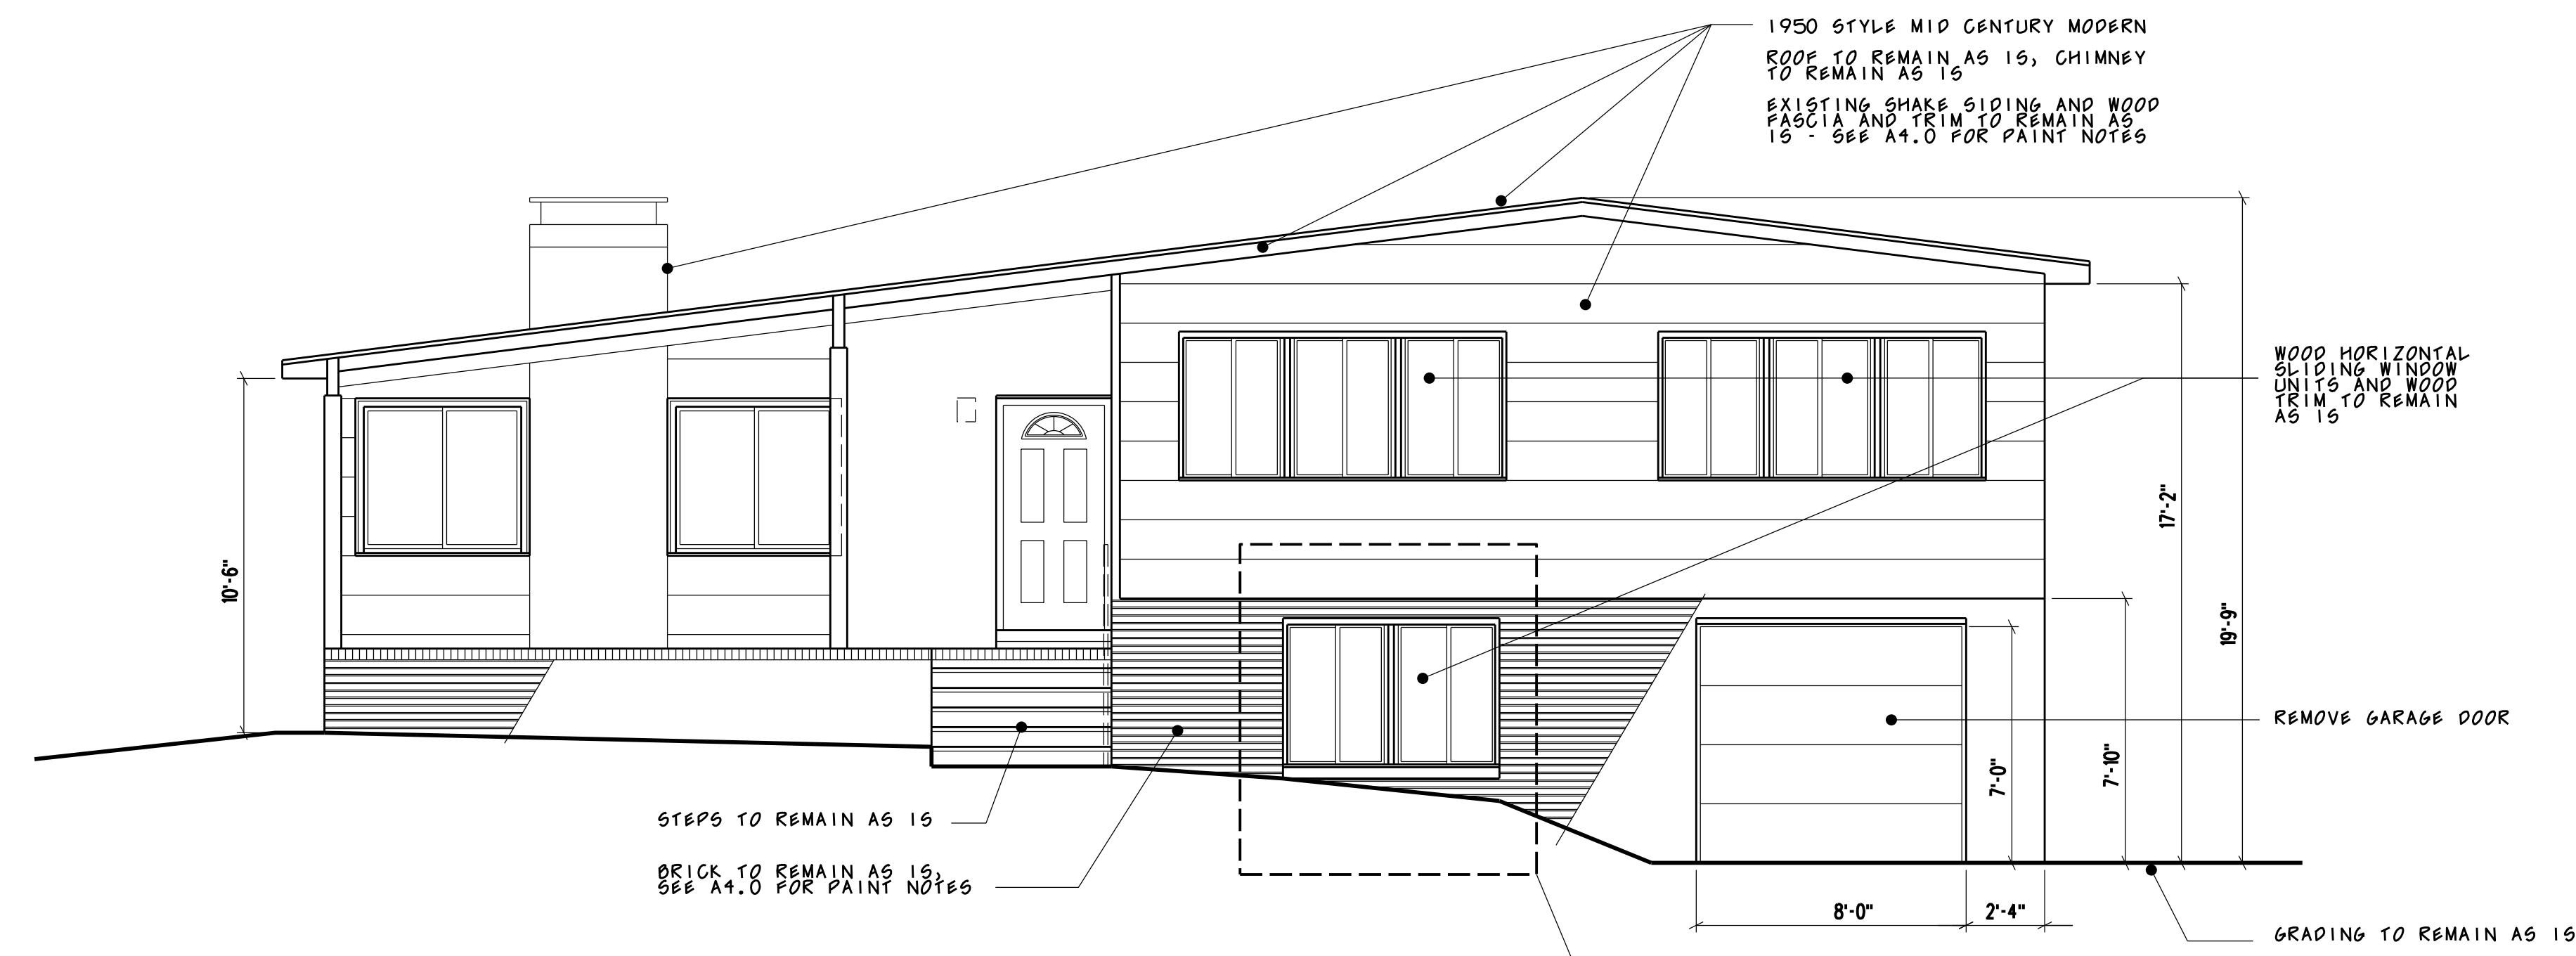 1950 STYLE MID CENTURY MODERN
ROOF TO REMAIN AS IS, CHIMNEY
TO REMAIN AS IS
EXISTING SHAKE SIDING AND WOOD
FASCIA AND TRIM TO REMAIN AS
IS - SEE A4.0 FOR PAINT NOTES
WOOD HORIZONTAL
SLIDING WINDOW
UNITS AND WOOD
TRIM TO REMAIN
AS IS
10'-6"
17'-2"
19'-9"
REMOVE GARAGE DOOR
7'-0"
7'-10"
STEPS TO REMAIN AS IS
BRICK TO REMAIN AS IS,
SEE A4.0 FOR PAINT NOTES
8'-0"
2'-4"
GRADING TO REMAIN AS IS